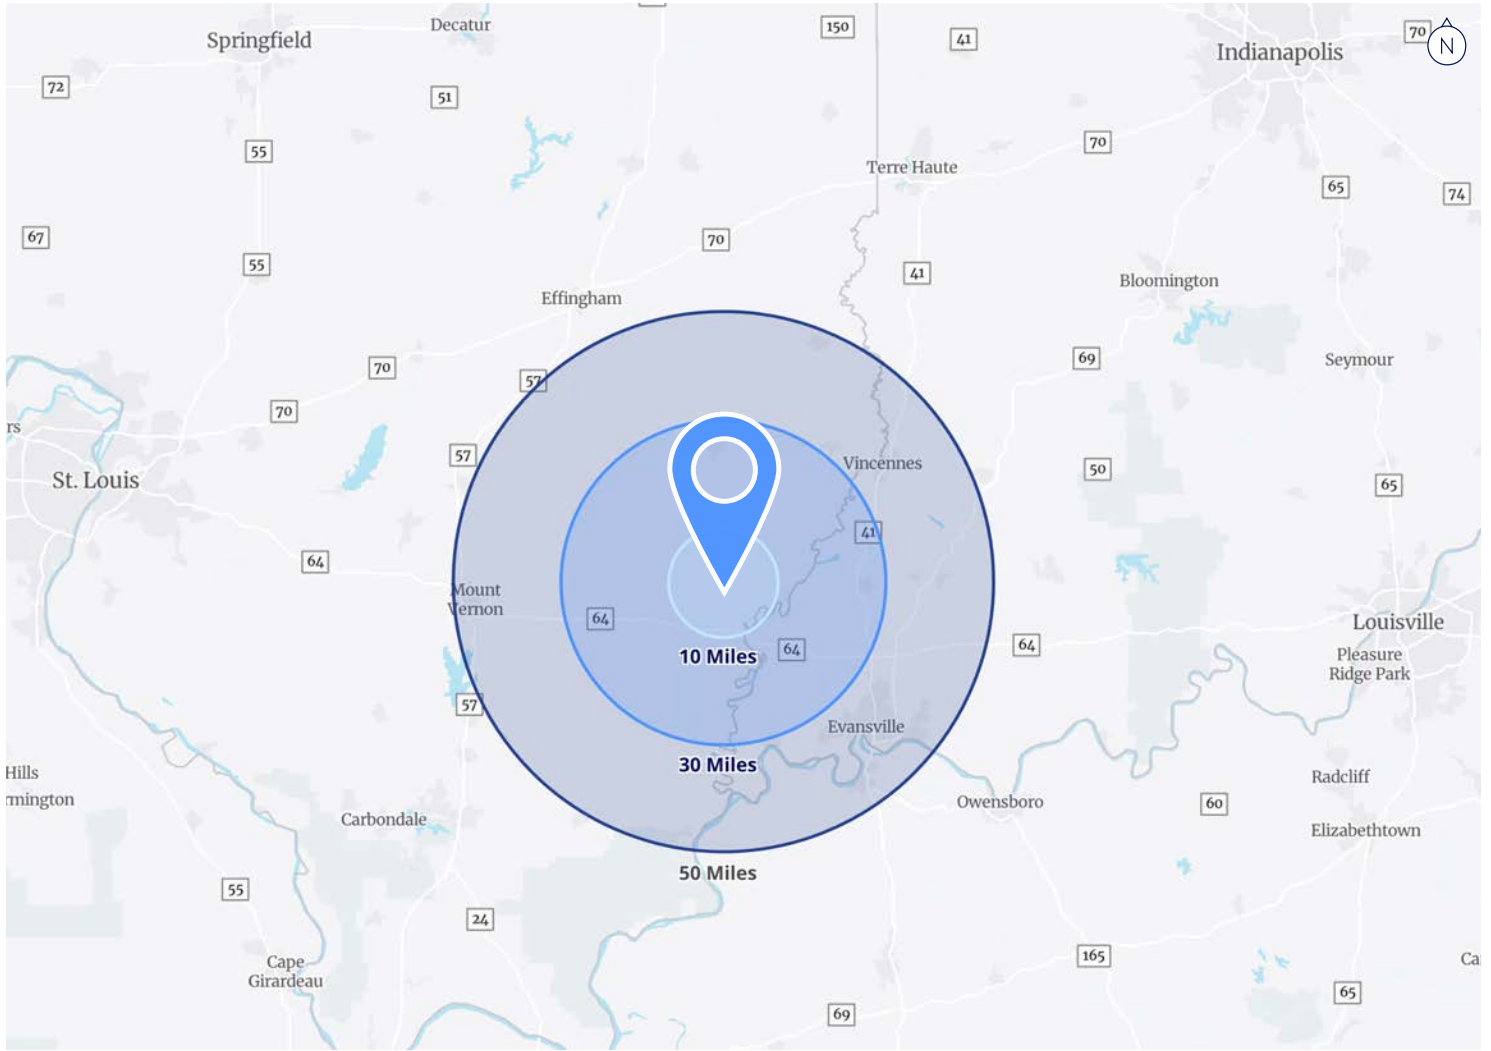 Decatur
150
70
Springfield
41
N
Indianapolis
72
51
70
55
Terre Haute
65
74
67
70
55
41
Bloomington
Effingham
70
69
Seymour
57
70
rs
57
Vincennes
50
St. Louis
65
41
64
Mount
Vernon
64
Louisville
64
64
10 Miles
Pleasure
Ridge Park
57
Evansville
30 Miles
Hills
Radcliff
rmington
Owensboro
60
Carbondale
Elizabethtown
50 Miles
55
24
165
Ca
Cape
Girardeau
65
69